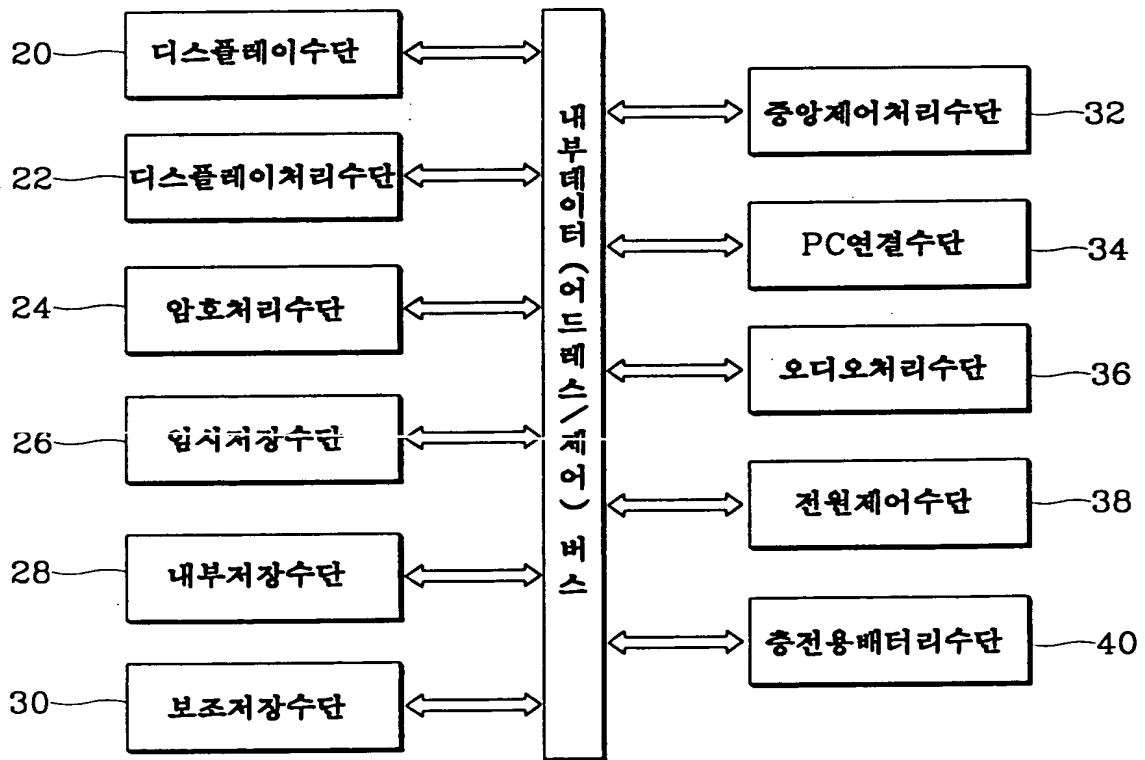 20
디스플레이수단
22
디스플레이처리수단
24
암호처리수단
26
임시저장수단
28
내부저장수단
30
보조저장수단
내부데이터(어드레스/제어) 버스
중앙제어처리수단
32
PC연결수단
34
오디오처리수단
36
전원제어수단
38
충전용배터리수단
40